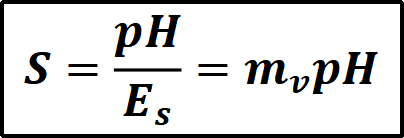 S = pH / E_s = m_v pH